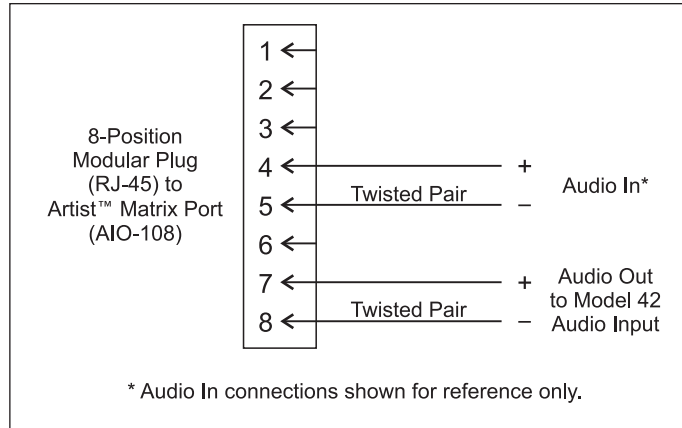 8-Position
Modular Plug
(RJ-45) to
Artist™ Matrix Port
(AIO-108)
1
2
3
4
5
6
7
8
Twisted Pair
+
–
Audio In*
Twisted Pair
+
–
Audio Out
to Model 42
Audio Input
* Audio In connections shown for reference only.